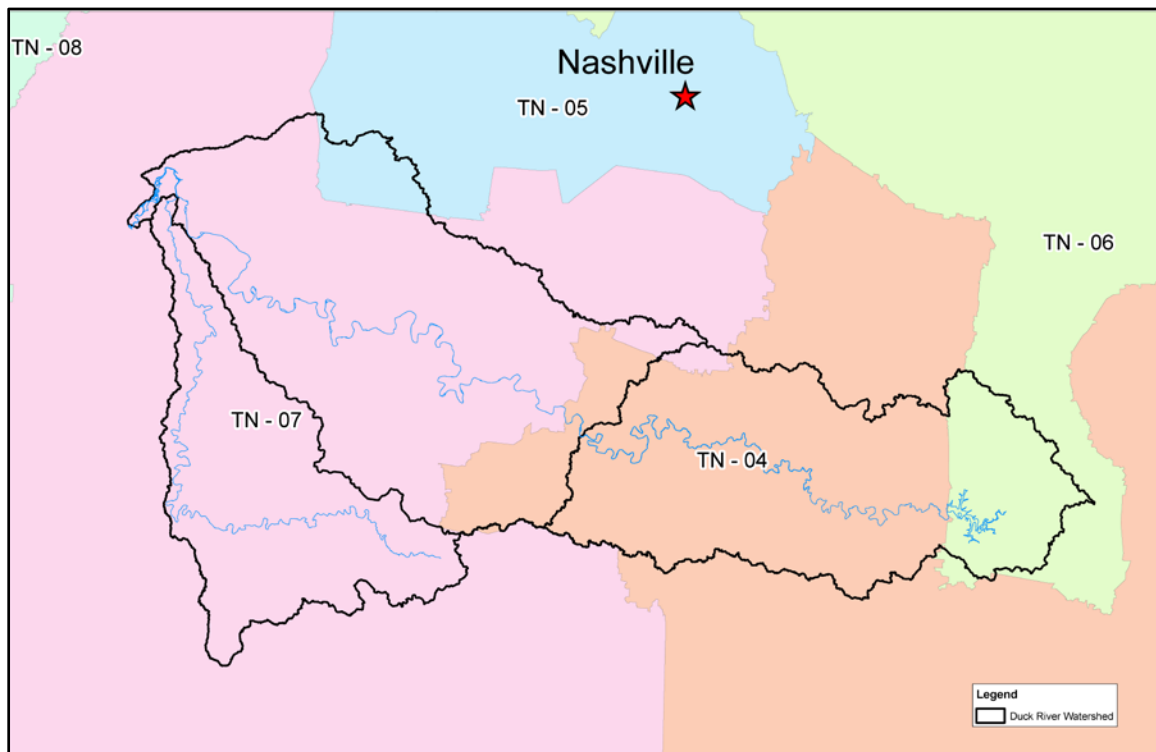 TN - 08
Nashville
TN - 05
TN - 06
TN - 07
TN - 04
Legend
Duck River Watershed